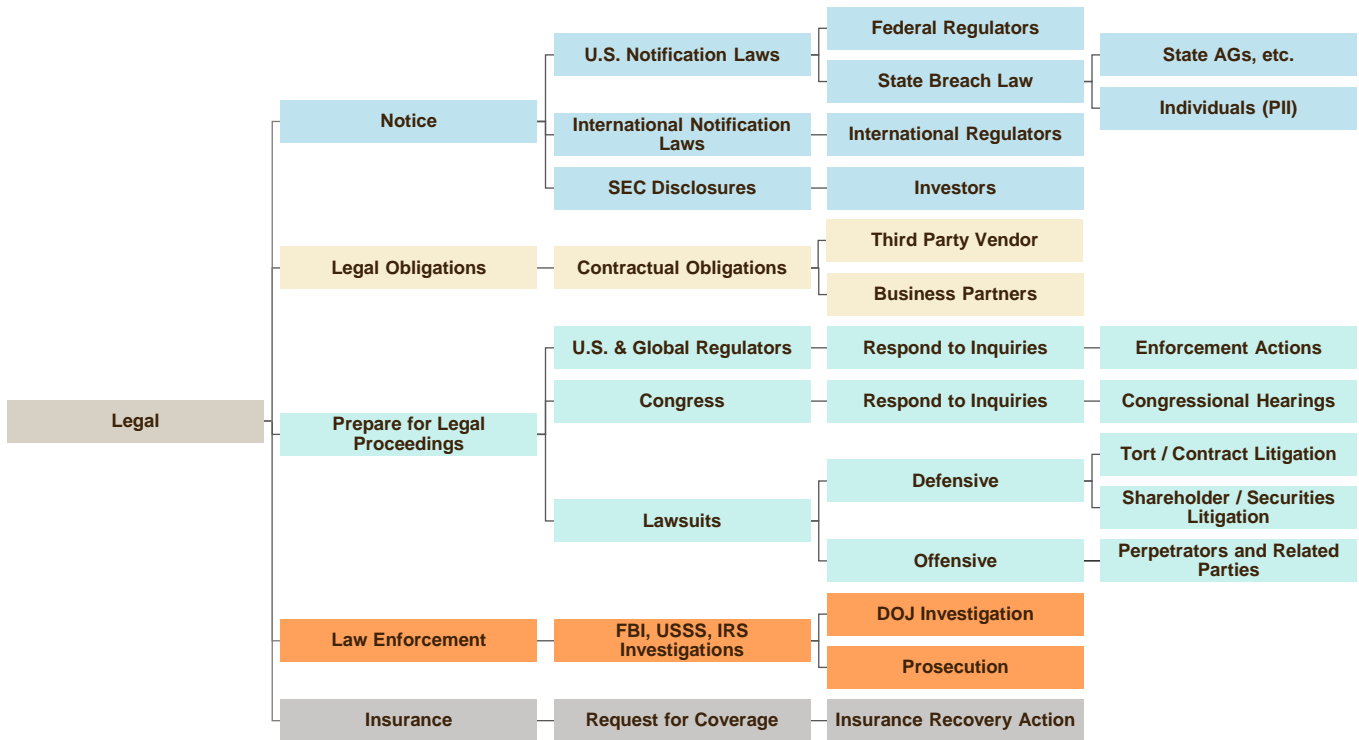 Legal
Notice
U.S. Notification Laws
Federal Regulators
State Breach Law
State AGs, etc.
Individuals (PII)
International Notification
Laws
International Regulators
SEC Disclosures
Investors
Legal Obligations
Contractual Obligations
Third Party Vendor
Business Partners
Prepare for Legal
Proceedings
U.S. & Global Regulators
Respond to Inquiries
Enforcement Actions
Congress
Respond to Inquiries
Congressional Hearings
Lawsuits
Defensive
Tort / Contract Litigation
Shareholder / Securities
Litigation
Offensive
Perpetrators and Related
Parties
Law Enforcement
FBI, USSS, IRS
Investigations
DOJ Investigation
Prosecution
Insurance
Request for Coverage
Insurance Recovery Action